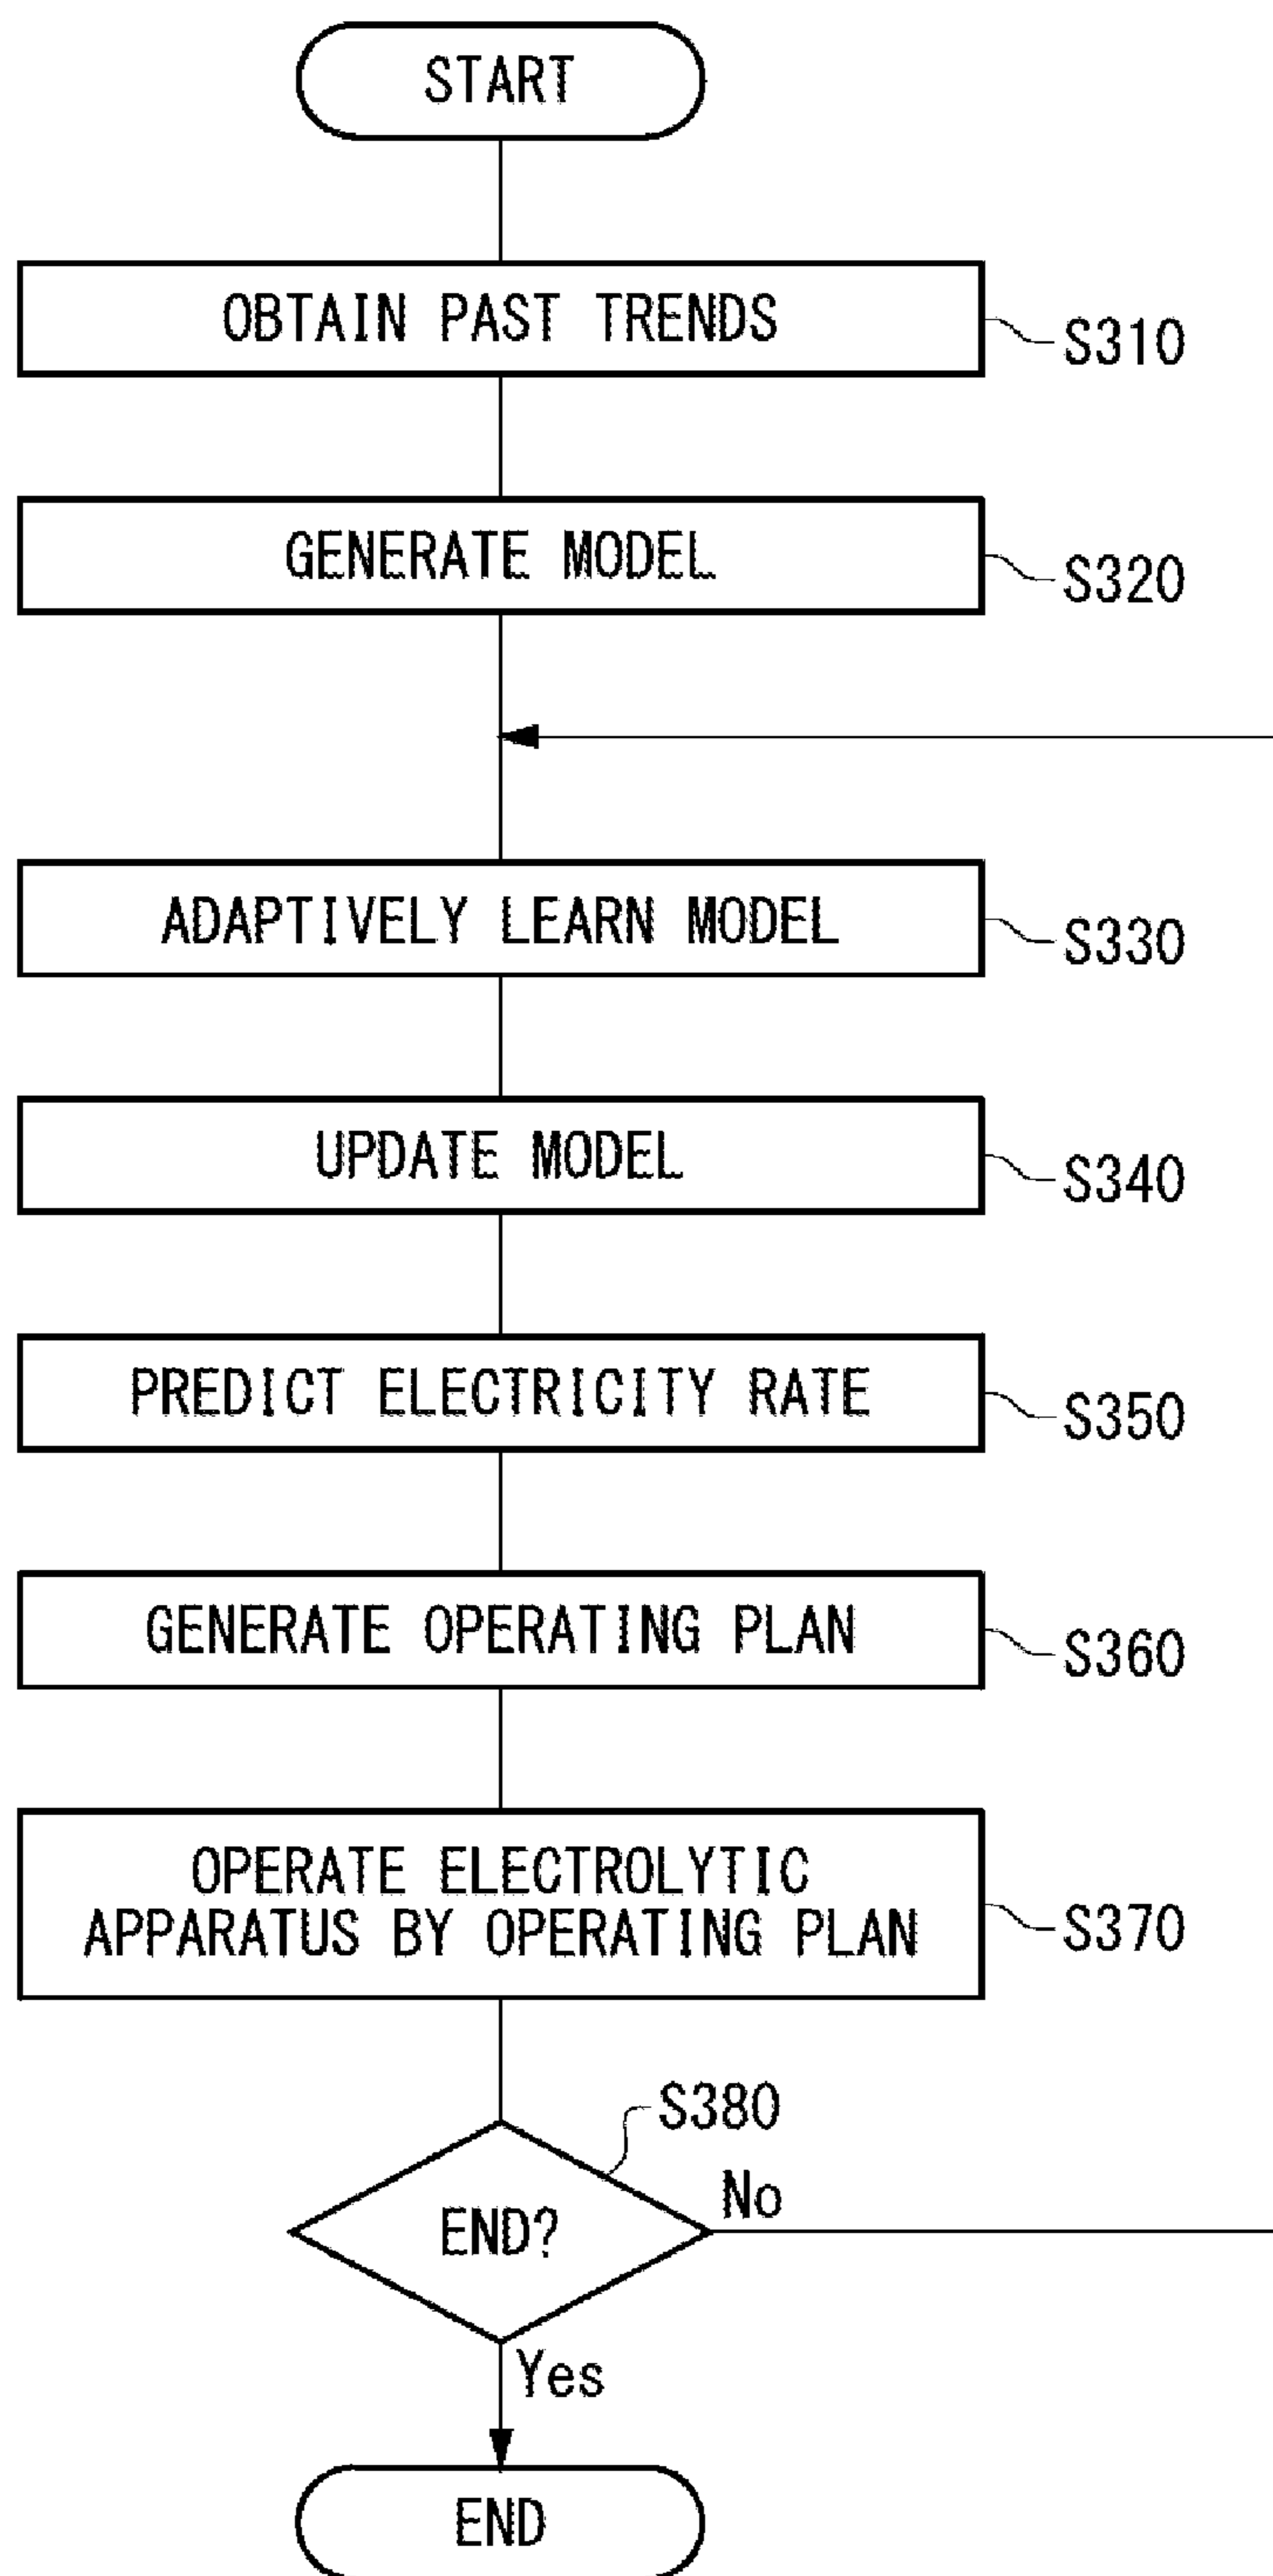 START
OBTAIN PAST TRENDS
S310
GENERATE MODEL
S320
ADAPTIVELY LEARN MODEL
S330
UPDATE MODEL
S340
PREDICT ELECTRICITY RATE
S350
GENERATE OPERATING PLAN
S360
OPERATE ELECTROLYTIC
APPARATUS BY OPERATING PLAN
S370
S380
END?
No
Yes
END